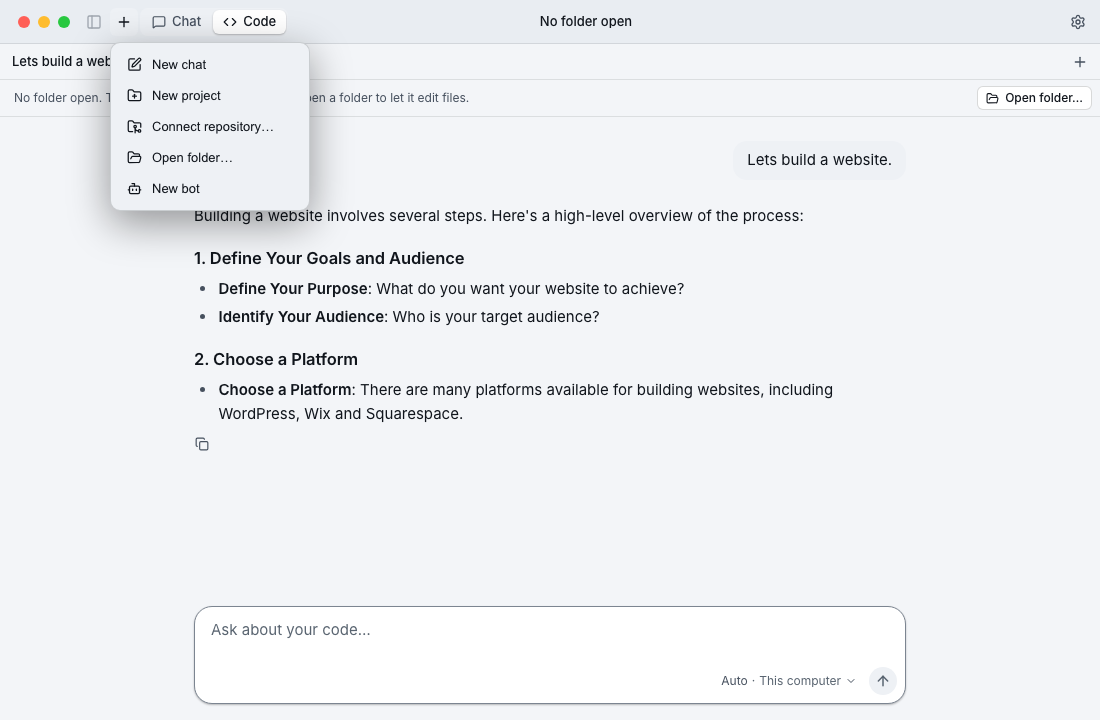 Chat
Code
No folder open
Lets build a web
New chat
New project
Connect repository...
Open folder...
New bot
No folder open.
en a folder to let it edit files.
Open folder...
Lets build a website.
Building a website involves several steps. Here's a high-level overview of the process:
1. Define Your Goals and Audience
• Define Your Purpose: What do you want your website to achieve?
• Identify Your Audience: Who is your target audience?
2. Choose a Platform
• Choose a Platform: There are many platforms available for building websites, including
WordPress, Wix and Squarespace.
Ask about your code...
Auto · This computer